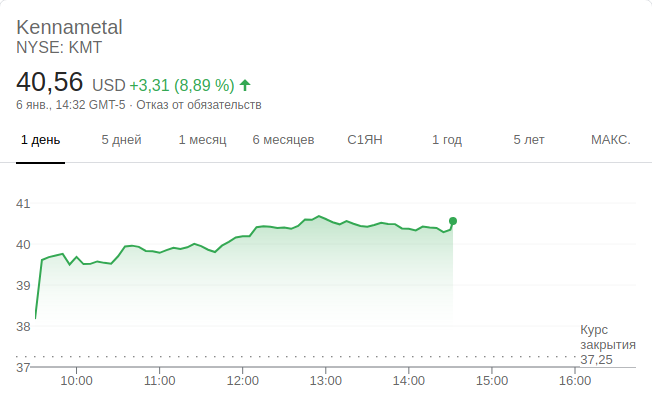 Kennametal
NYSE: KMT
40,56 USD +3,31 (8,89 %)
6 янв., 14:32 GMT-5 · Отказ от обязательств
1 день 5 дней 1 месяц 6 месяцев С1ЯН 1 год 5 лет МАКС.
41
40
39
38
Курс
закрытия
37,25
37
10:00 11:00 12:00 13:00 14:00 15:00 16:00